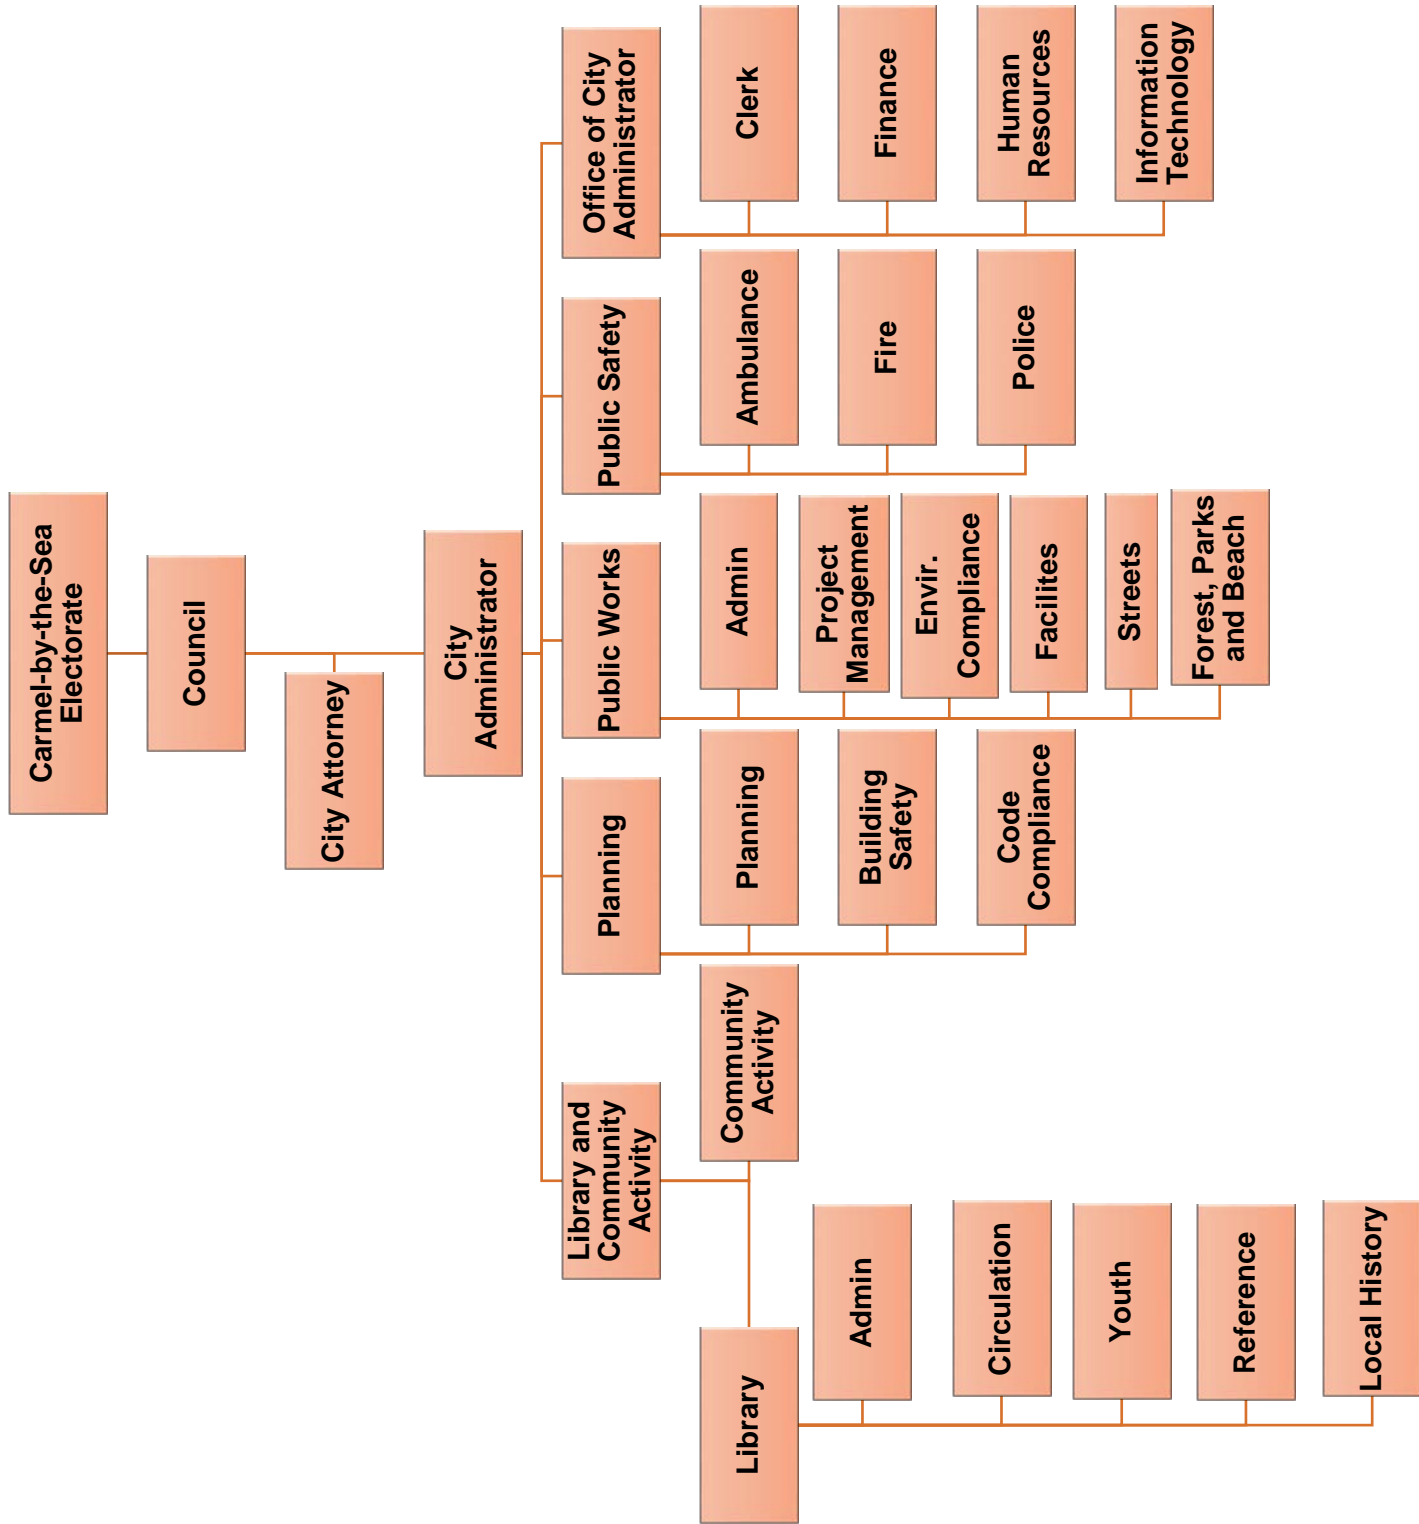 Carmel-by-the-Sea
Electorate
Council
City Attorney
City
Administrator
Library and
Community
Activity
Library
Admin
Circulation
Youth
Reference
Local History
Community
Activity
Planning
Planning
Building
Safety
Code
Compliance
Public Works
Admin
Project
Management
Envir.
Compliance
Facilites
Streets
Forest, Parks
and Beach
Public Safety
Ambulance
Fire
Police
Office of City
Administrator
Clerk
Finance
Human
Resources
Information
Technology